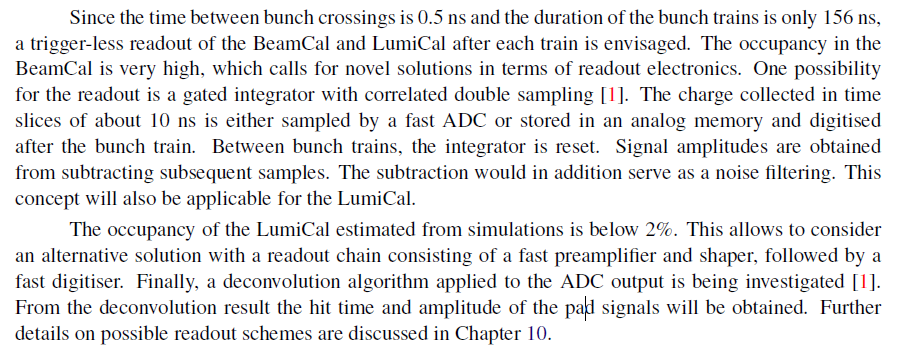 Since the time between bunch crossings is 0.5 ns and the duration of the bunch trains is only 156 ns,
a trigger-less readout of the BeamCal and LumiCal after each train is envisaged. The occupancy in the
BeamCal is very high, which calls for novel solutions in terms of readout electronics. One possibility
for the readout is a gated integrator with correlated double sampling [1]. The charge collected in time
slices of about 10 ns is either sampled by a fast ADC or stored in an analog memory and digitised
after the bunch train. Between bunch trains, the integrator is reset. Signal amplitudes are obtained
from subtracting subsequent samples. The subtraction would in addition serve as a noise filtering. This
concept will also be applicable for the LumiCal.
The occupancy of the LumiCal estimated from simulations is below 2%. This allows to consider
an alternative solution with a readout chain consisting of a fast preamplifier and shaper, followed by a
fast digitiser. Finally, a deconvolution algorithm applied to the ADC output is being investigated [1].
From the deconvolution result the hit time and amplitude of the pad signals will be obtained. Further
details on possible readout schemes are discussed in Chapter 10.